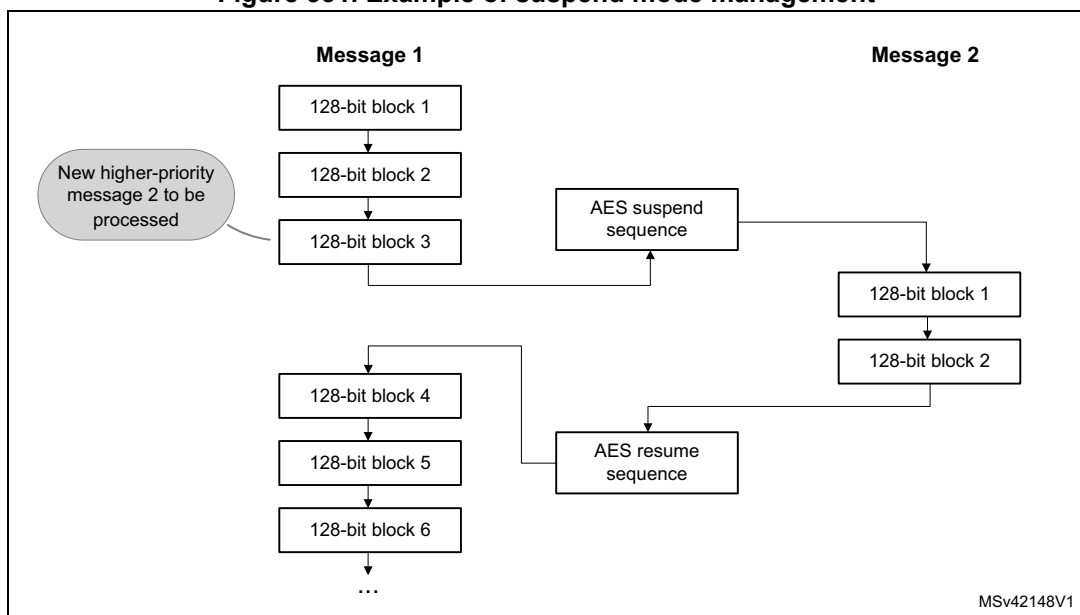 Example of suspend mode management
Message 1
Message 2
128-bit block 1
128-bit block 2
New higher-priority
message 2 to be
processed
128-bit block 3
AES suspend
sequence
128-bit block 1
128-bit block 2
128-bit block 4
AES resume
sequence
128-bit block 5
128-bit block 6
...
MSv42148V1